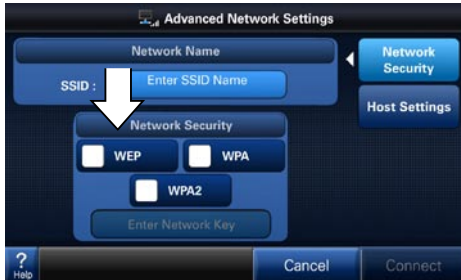 Advanced Network Settings
Network Name
SSID :
Enter SSID Name
Network Security
WEP
WPA
WPA2
Enter Network Key
Network
Security
Host Settings
?
Help
Cancel
Connect